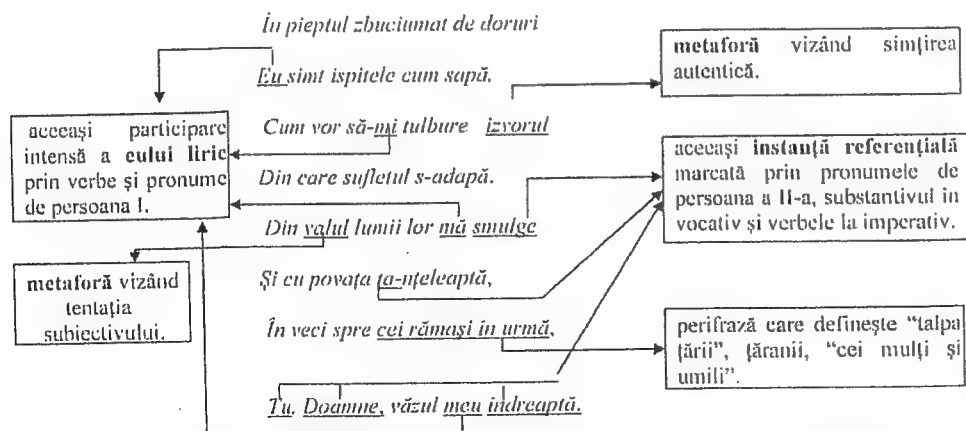 În pieptul zbuciumat de doruri
Eu simt ispitele cum sapă.
Cum vor să-mi tulbure izvorul
Din care sufletul s-adapă.
Din valul lumii lor mă smulge
Și cu povața ta-nțeleaptă,
În veci spre cei rămași în urmă,
Tu, Doamne, văzul meu îndreaptă.
aceeași participare
intensă a eului liric
prin verbe și pronume
de persoana I.
metaforă vizând
tentația
subiectivului.
metaforă vizând simțirea
autentică.
aceeași instanță referențială
marcată prin pronumele de
persoana a II-a, substantivul în
vocativ și verbele la imperativ.
perifrază care definește "talpa
țării", țăranii, "cei mulți și
umili".